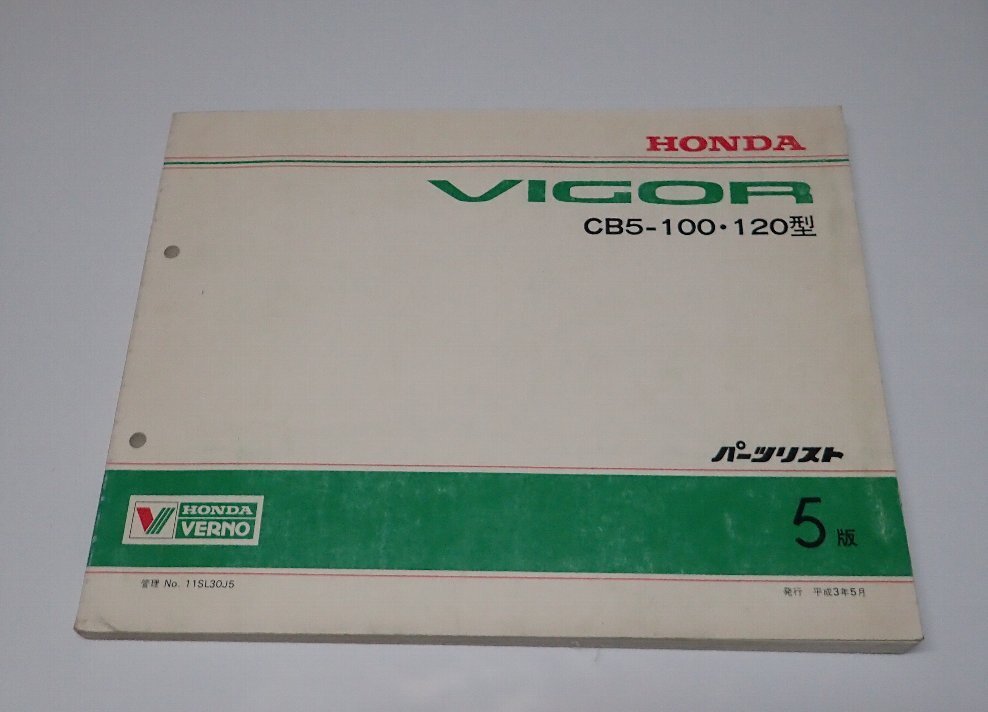 HONDA
VIGOR
CB5-100・120型
パーツリスト
HONDA
VERNO
5版
管理 No. 11SL30J5
発行 平成3年5月